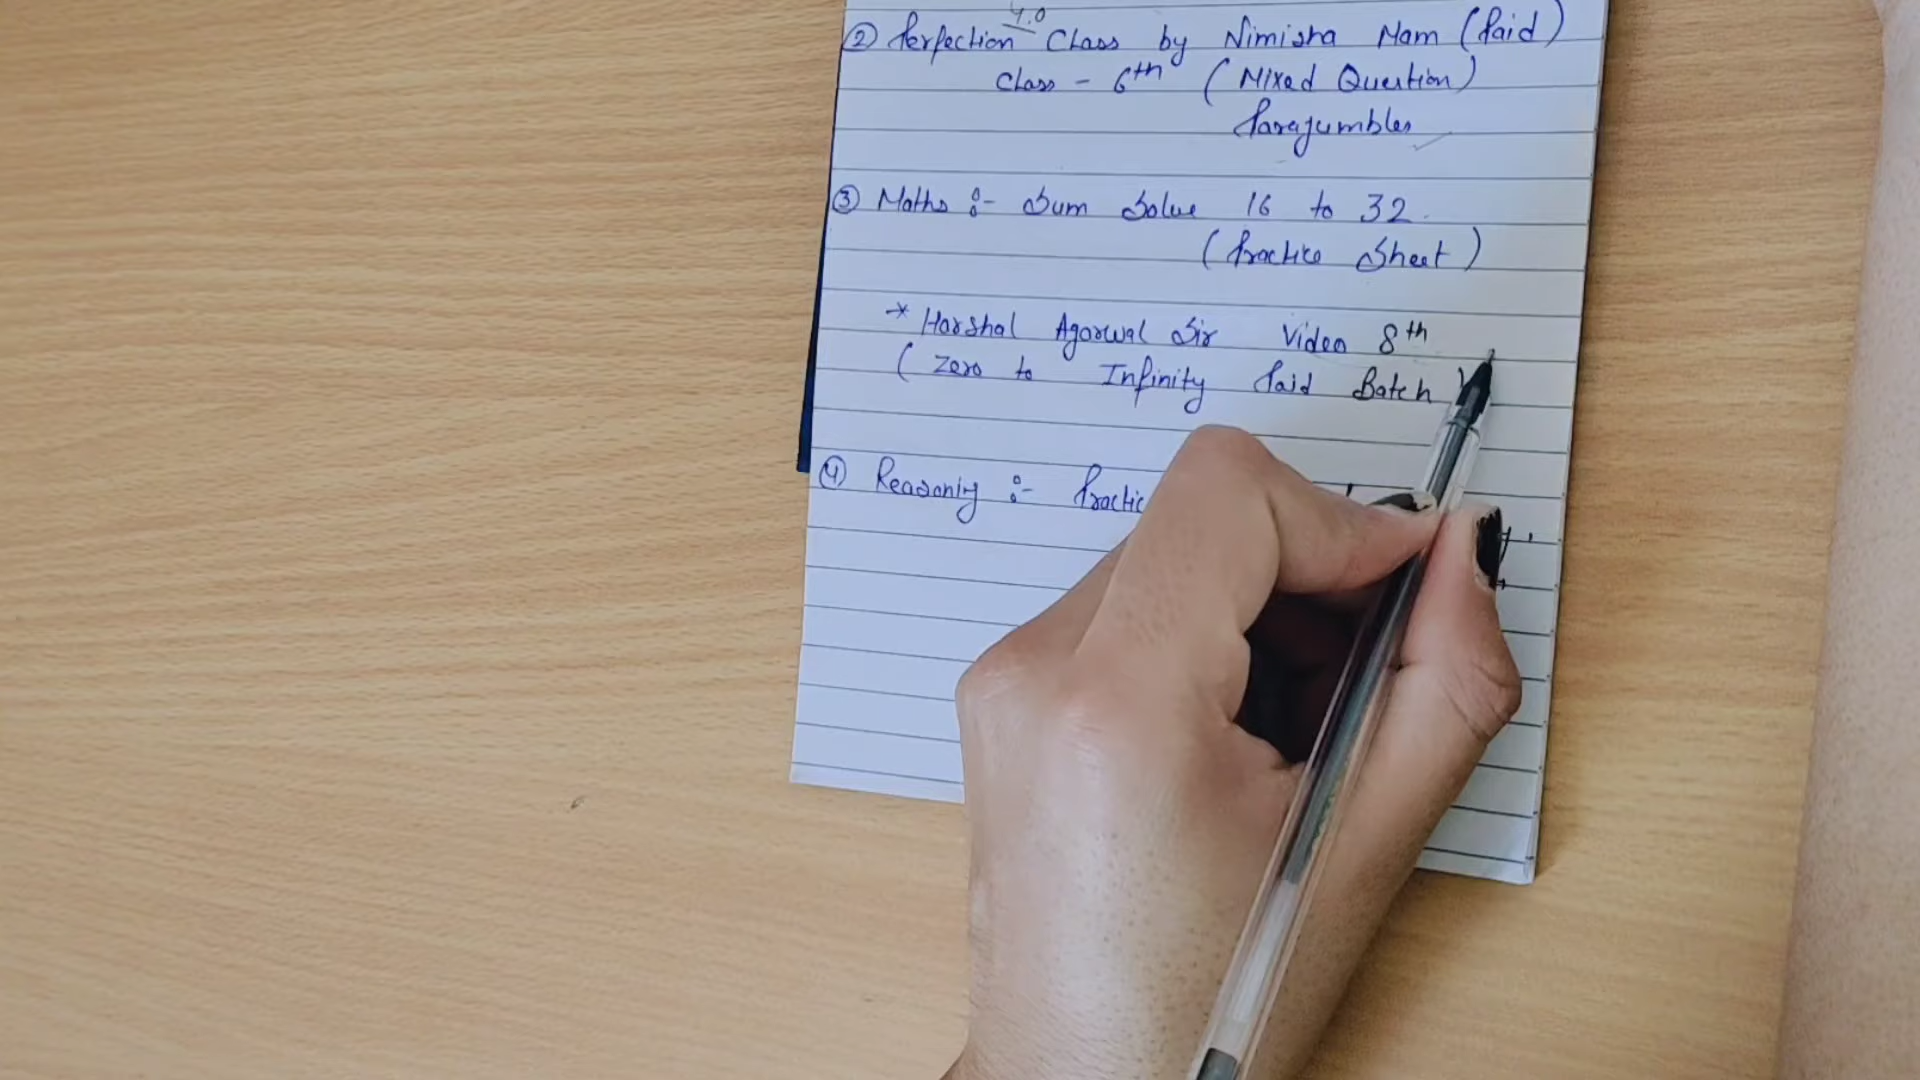 4.0
② Perfection Class by Nimisha Mam (Paid)
Class - 6th (Mixed Question)
Parajumbles
③ Maths :- Sum Solve 16 to 32.
(Practice Sheet)
* Harshal Agarwal Sir Video 8th
(Zero to Infinity Paid Batch)
④ Reasonig :- Practic